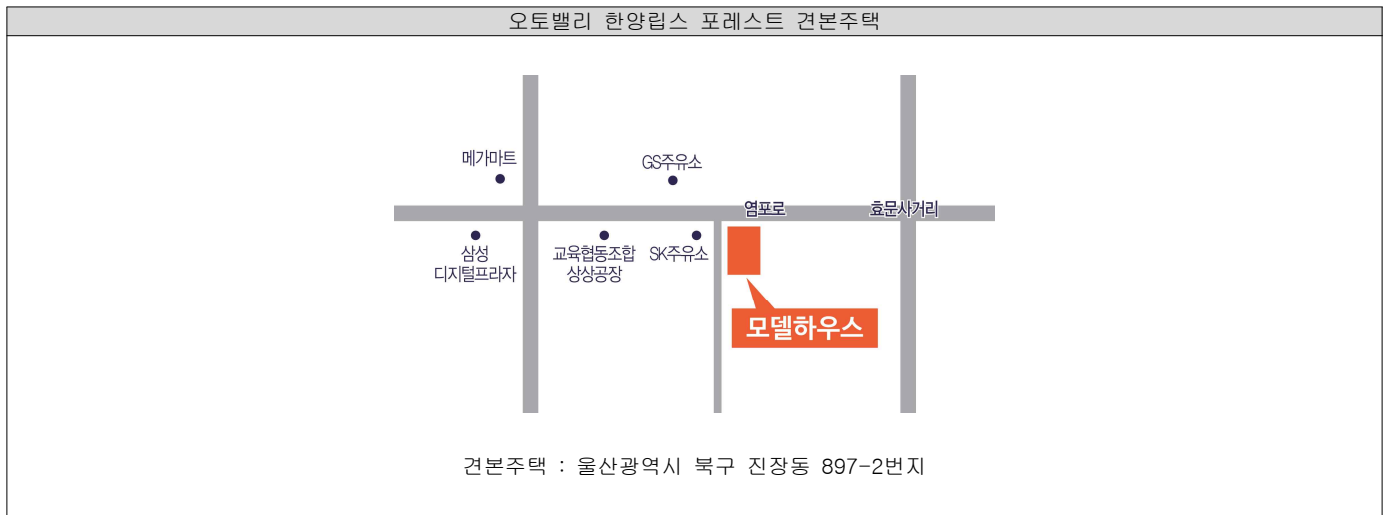 오토밸리 한양립스 포레스트 견본주택
메가마트
GS주유소
염포로
효문사거리
삼성
디지털프라자
교육협동조합
상상공장
SK주유소
모델하우스
견본주택 : 울산광역시 북구 진장동 897-2번지